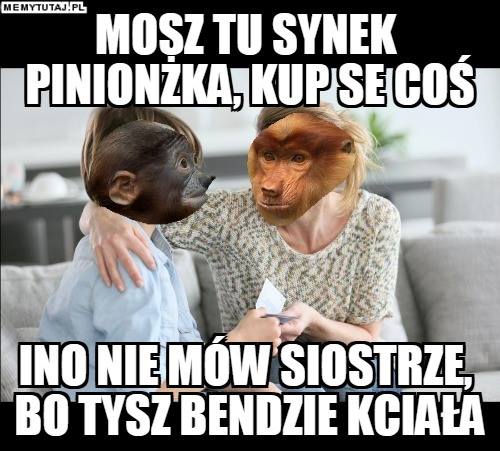 MEMYTUTAJ.PL
MOSZ TU SYNEK
PINIONŻKA, KUP SE COŚ
INO NIE MÓW SIOSTRZE,
BO TYSZ BENDZIE KCIAŁA